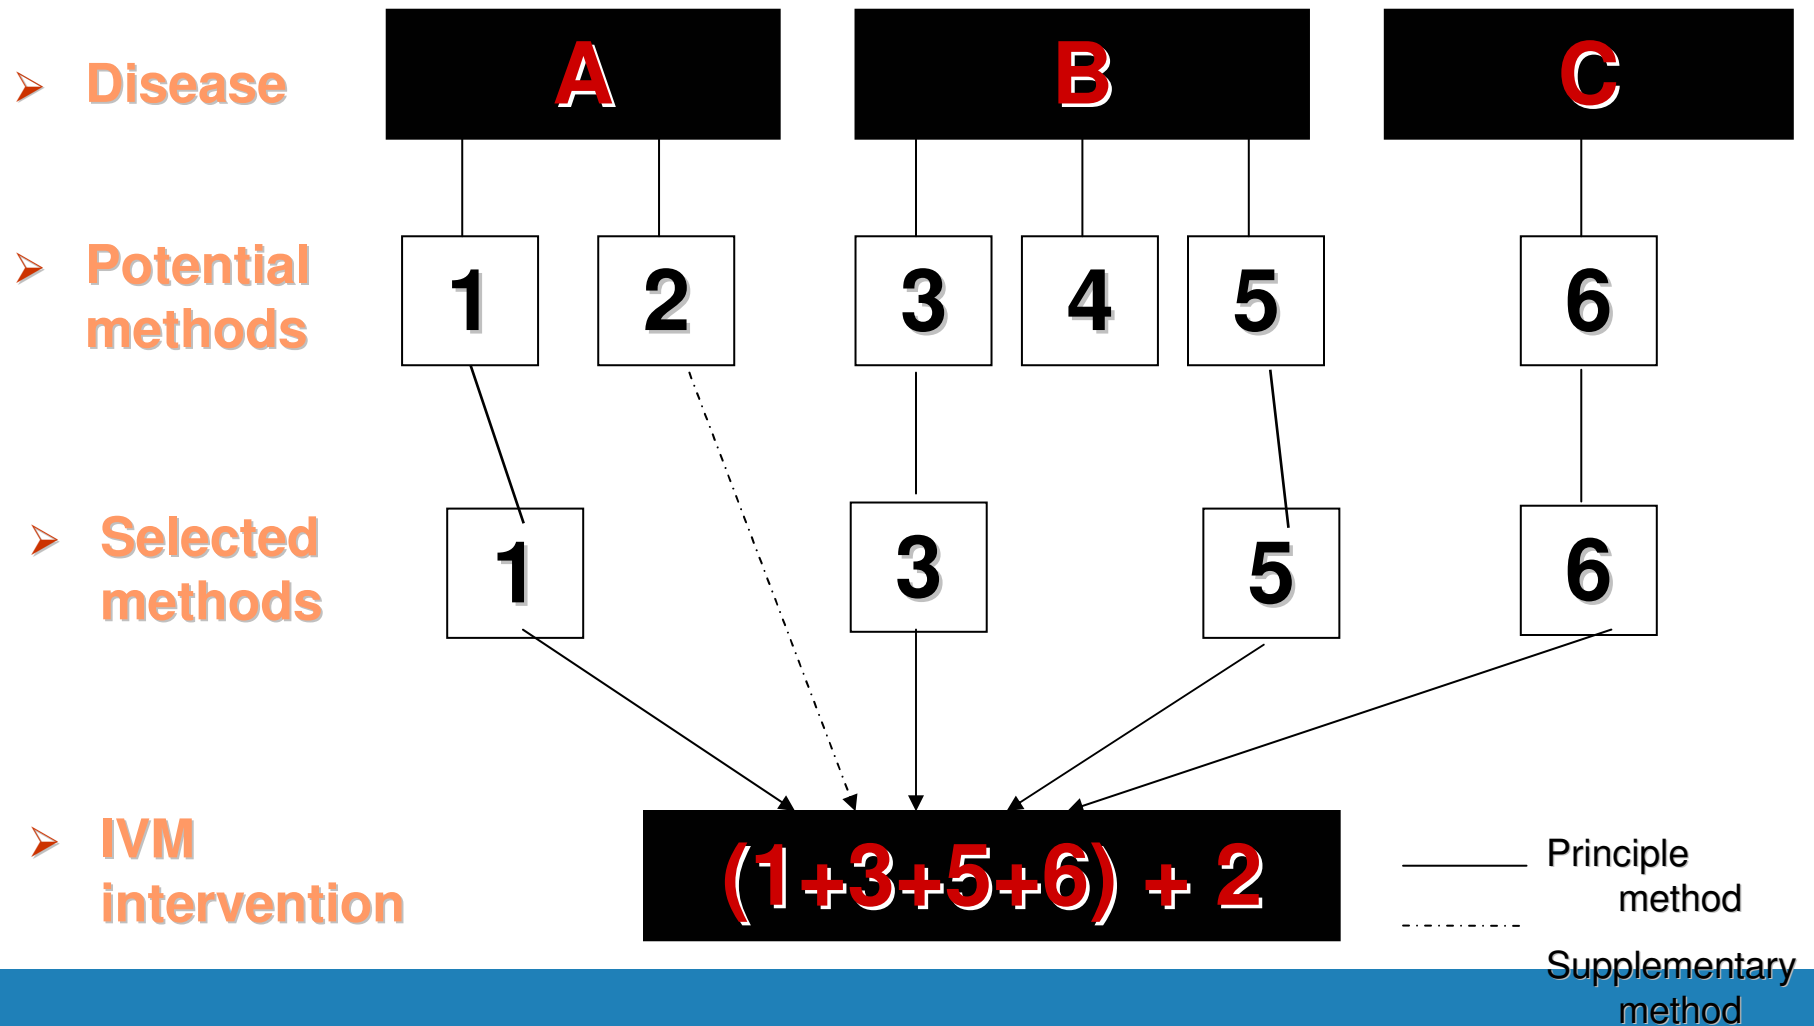 Disease
A
B
C
Potential
methods
1
2
3
4
5
6
Selected
methods
1
3
5
6
IVM
intervention
(1+3+5+6) + 2
Principle
method
Supplementary
method